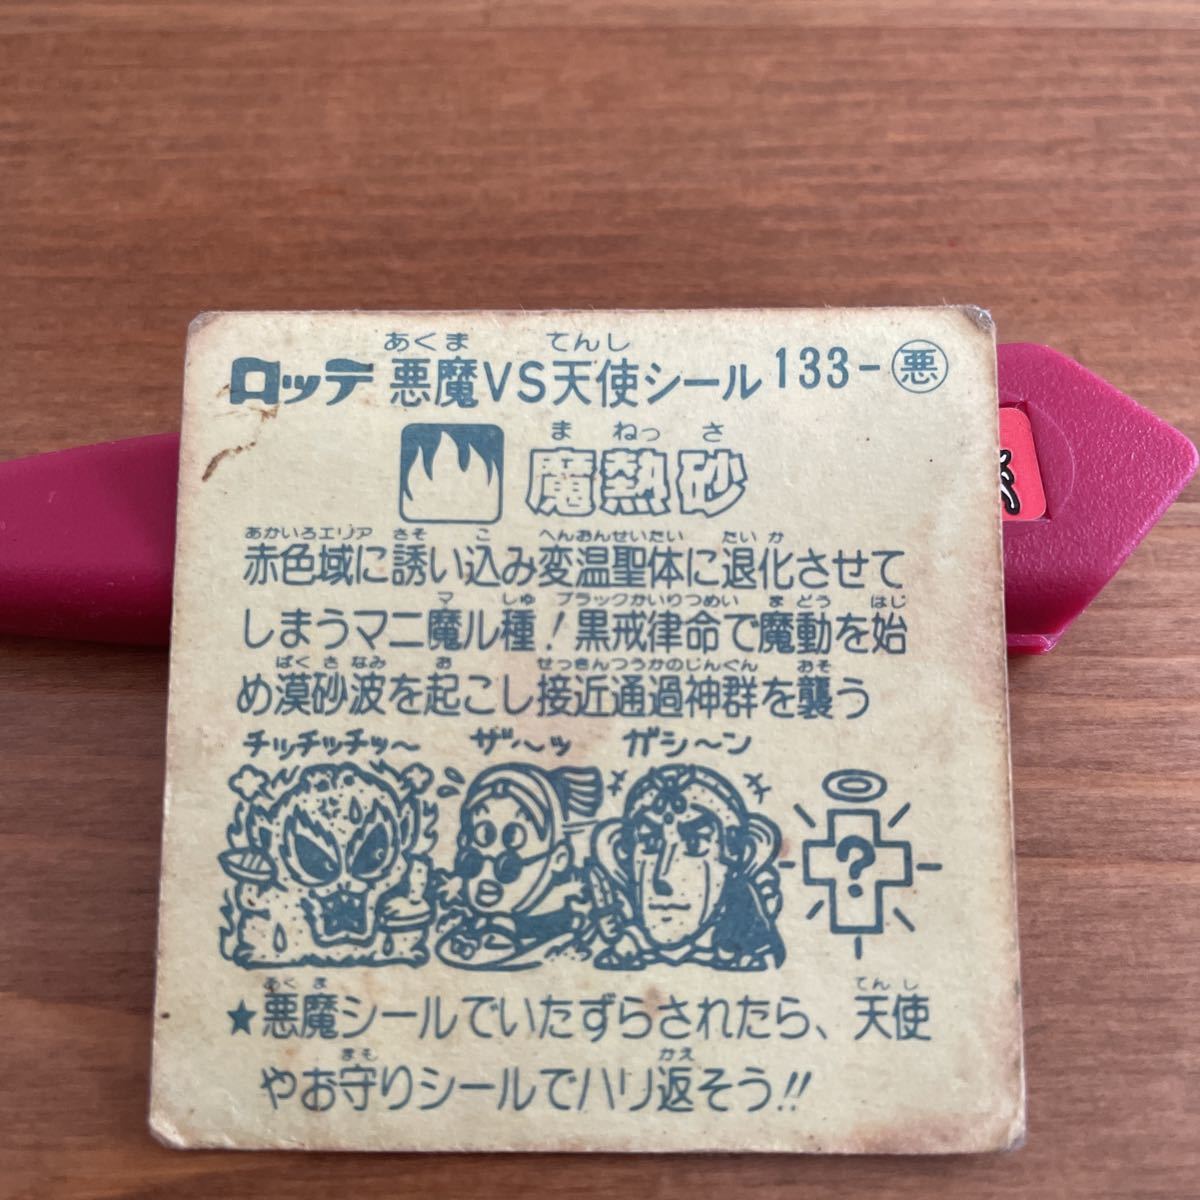 あくま てんし
ロッテ 悪魔VS天使シール 133-悪
ま ねっ さ
魔熱砂
あかいろエリア さそ こ へんおんせいたい たいか
赤色域に誘い込み変温聖体に退化させて
マ しゅ ブラックかいりつめい まどう はじ
しまうマニ魔ル種!黒戒律命で魔動を始
ばくさなみ お せっきんつうかのじんぐん おそ
め漠砂波を起こし接近通過神群を襲う
チッチッチッ〜 ザ〜ッ ガシ〜ン
?
あくま てんし
★悪魔シールでいたずらされたら、天使
まも かえ
やお守りシールでハリ返そう!!